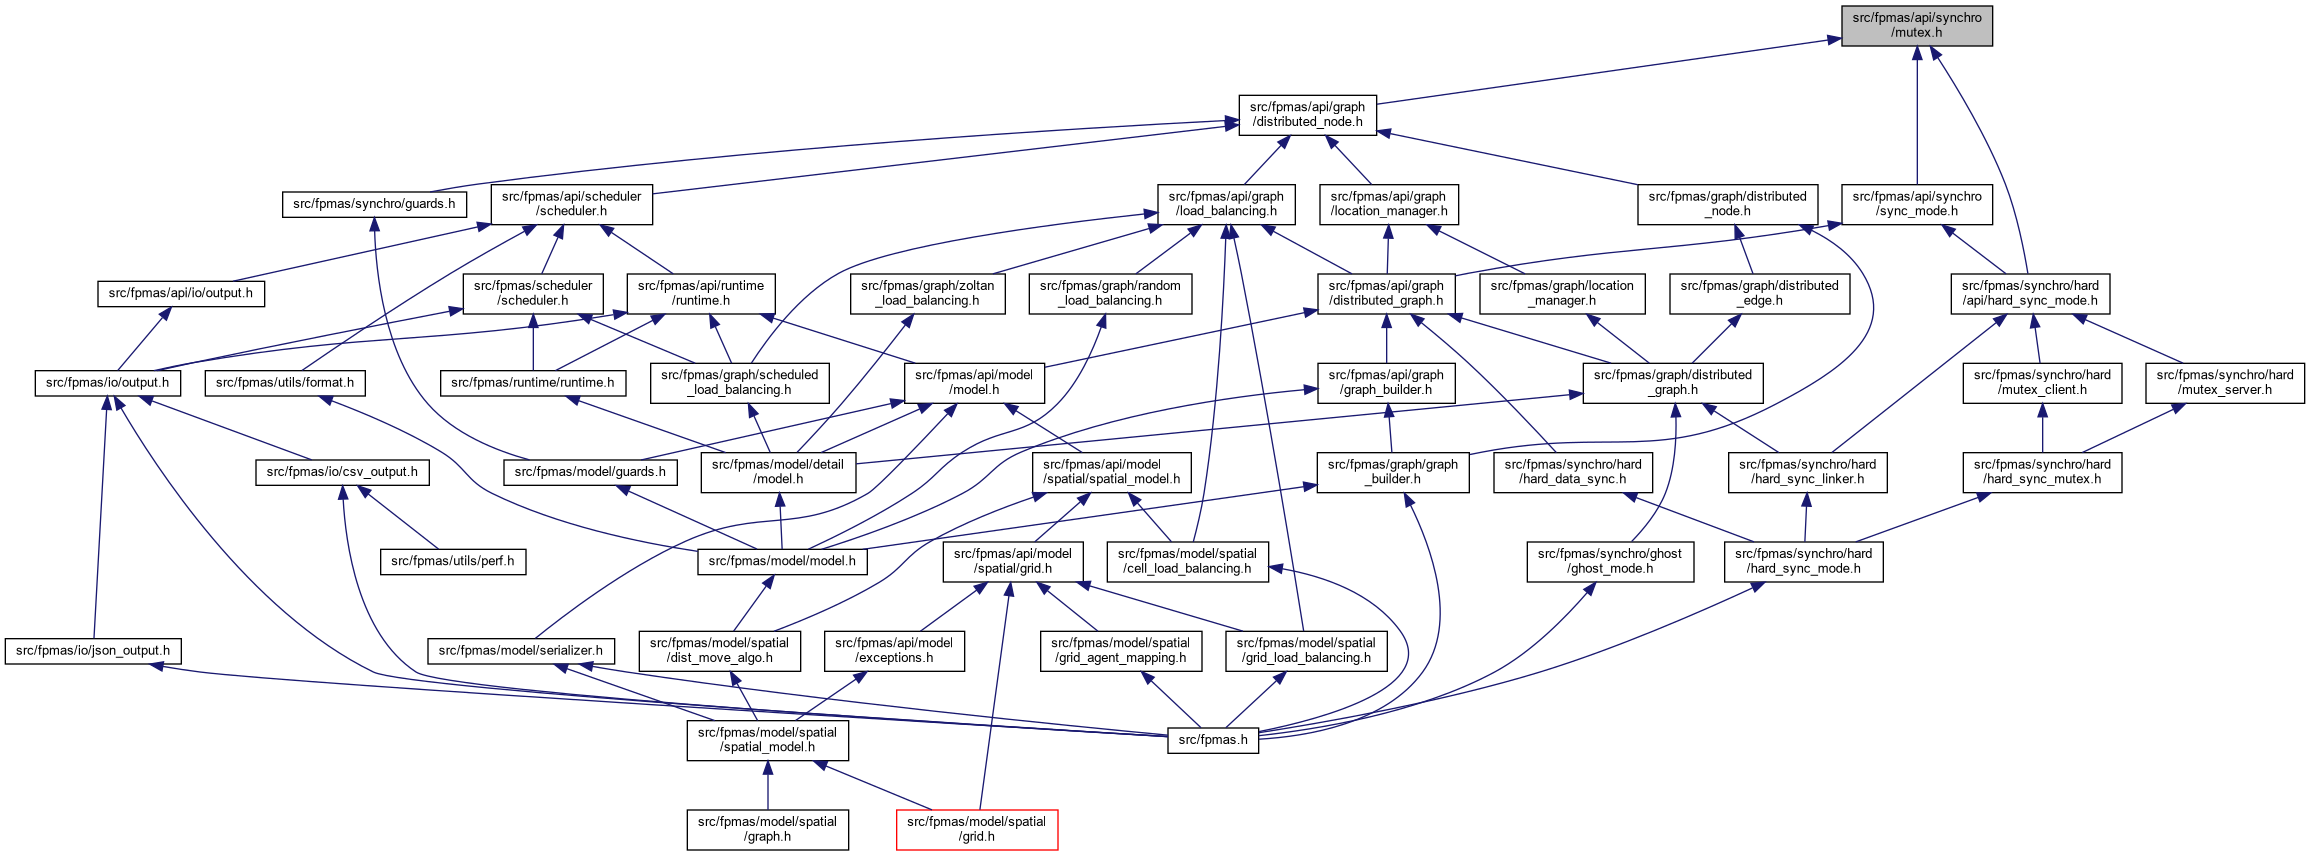 src/fpmas/api/synchro
/mutex.h
src/fpmas/api/graph
/distributed_node.h
src/fpmas/synchro/guards.h
src/fpmas/api/scheduler
/scheduler.h
src/fpmas/api/graph
/load_balancing.h
src/fpmas/api/graph
/location_manager.h
src/fpmas/graph/distributed
_node.h
src/fpmas/api/synchro
/sync_mode.h
src/fpmas/api/io/output.h
src/fpmas/scheduler
/scheduler.h
src/fpmas/api/runtime
/runtime.h
src/fpmas/graph/zoltan
_load_balancing.h
src/fpmas/graph/random
_load_balancing.h
src/fpmas/api/graph
/distributed_graph.h
src/fpmas/graph/location
_manager.h
src/fpmas/graph/distributed
_edge.h
src/fpmas/synchro/hard
/api/hard_sync_mode.h
src/fpmas/io/output.h
src/fpmas/utils/format.h
src/fpmas/runtime/runtime.h
src/fpmas/graph/scheduled
_load_balancing.h
src/fpmas/api/model
/model.h
src/fpmas/api/graph
/graph_builder.h
src/fpmas/graph/distributed
_graph.h
src/fpmas/synchro/hard
/mutex_client.h
src/fpmas/synchro/hard
/mutex_server.h
src/fpmas/io/csv_output.h
src/fpmas/model/guards.h
src/fpmas/model/detail
/model.h
src/fpmas/api/model
/spatial/spatial_model.h
src/fpmas/graph/graph
_builder.h
src/fpmas/synchro/hard
/hard_data_sync.h
src/fpmas/synchro/hard
/hard_sync_linker.h
src/fpmas/synchro/hard
/hard_sync_mutex.h
src/fpmas/utils/perf.h
src/fpmas/model/model.h
src/fpmas/api/model
/spatial/grid.h
src/fpmas/model/spatial
/cell_load_balancing.h
src/fpmas/synchro/ghost
/ghost_mode.h
src/fpmas/synchro/hard
/hard_sync_mode.h
src/fpmas/io/json_output.h
src/fpmas/model/serializer.h
src/fpmas/model/spatial
/dist_move_algo.h
src/fpmas/api/model
/exceptions.h
src/fpmas/model/spatial
/grid_agent_mapping.h
src/fpmas/model/spatial
/grid_load_balancing.h
src/fpmas/model/spatial
/spatial_model.h
src/fpmas.h
src/fpmas/model/spatial
/graph.h
src/fpmas/model/spatial
/grid.h